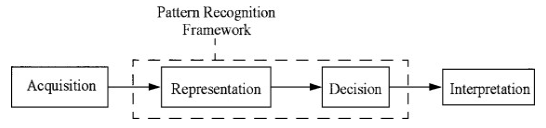 Pattern Recognition
Framework
Acquisition
Representation
Decision
Interpretation